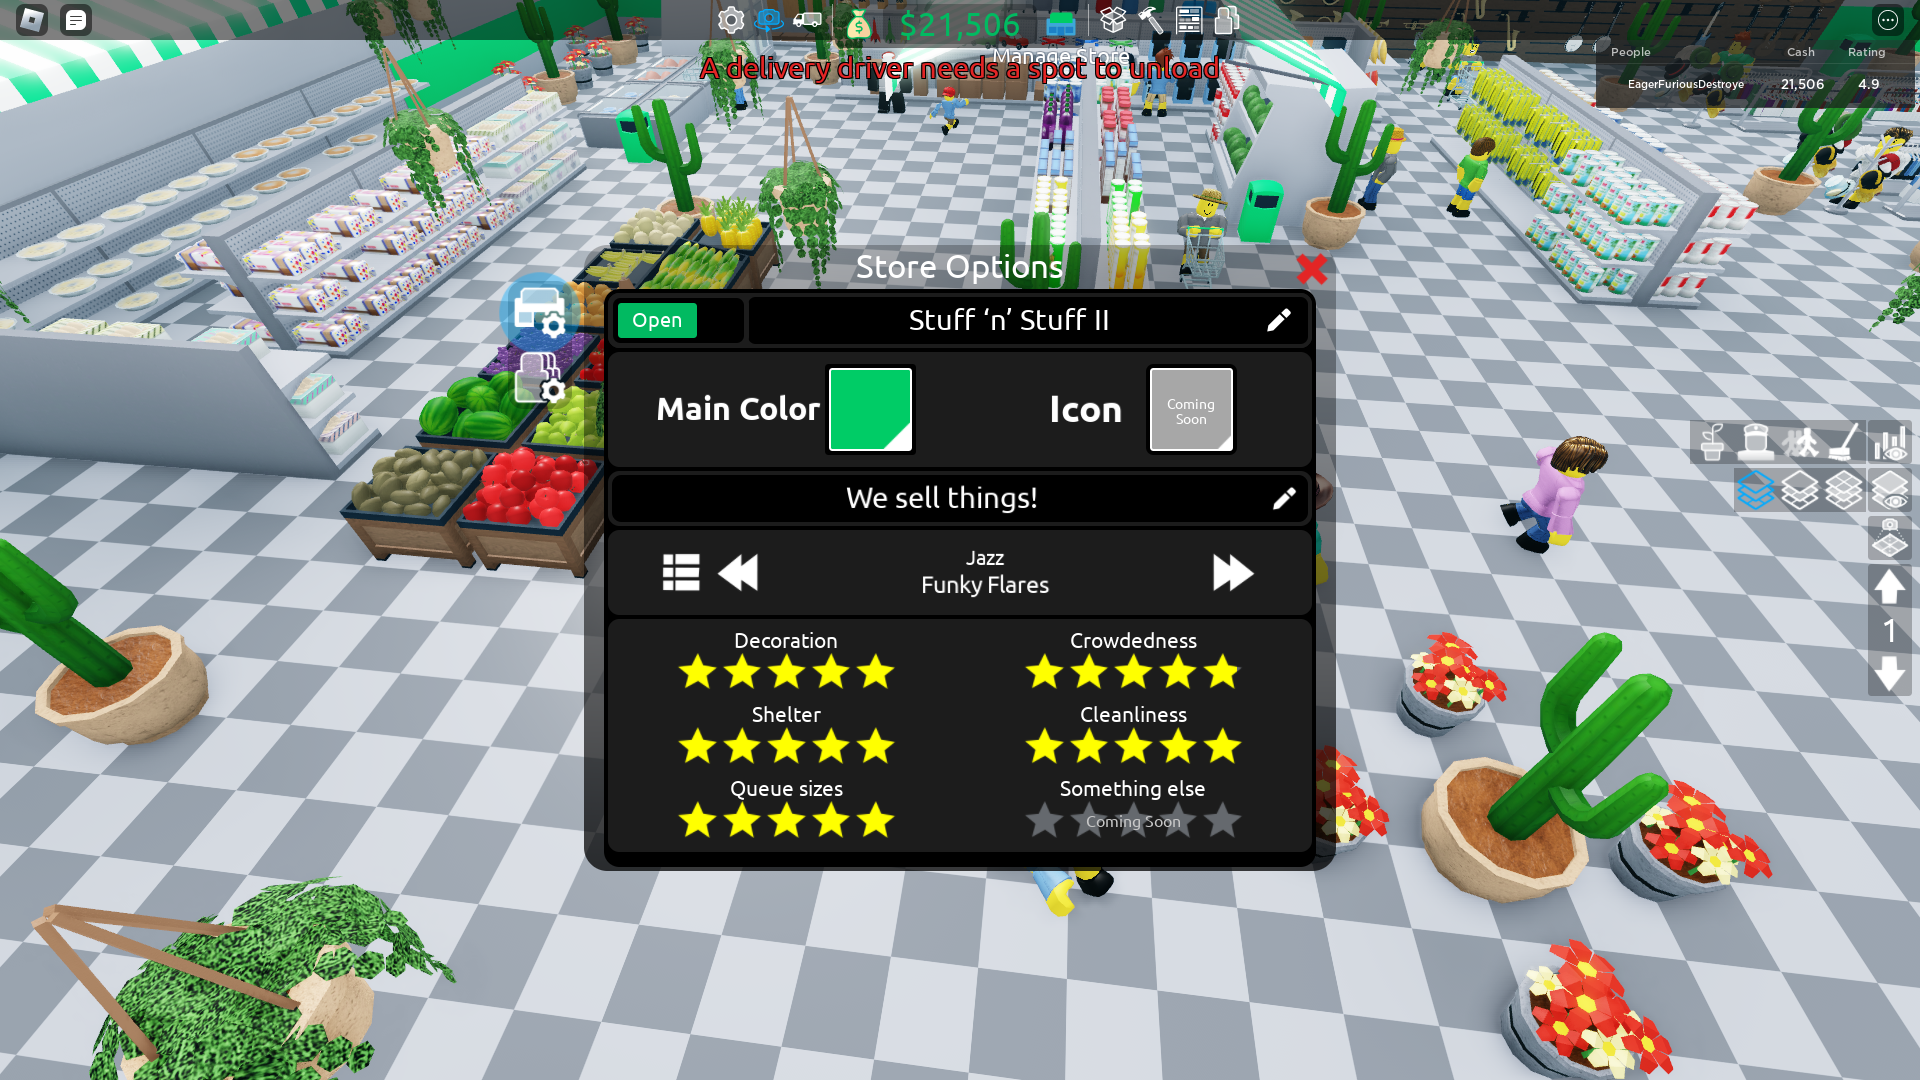 $21,506
Manage Store
A delivery driver needs a spot to unload
People Cash Rating
EagerFuriousDestroye 21,506 4.9
Store Options
Open
Stuff ‘n’ Stuff II
Main Color
Icon
Coming
Soon
We sell things!
Jazz
Funky Flares
Decoration
Crowdedness
Shelter
Cleanliness
Queue sizes
Something else
Coming Soon
1